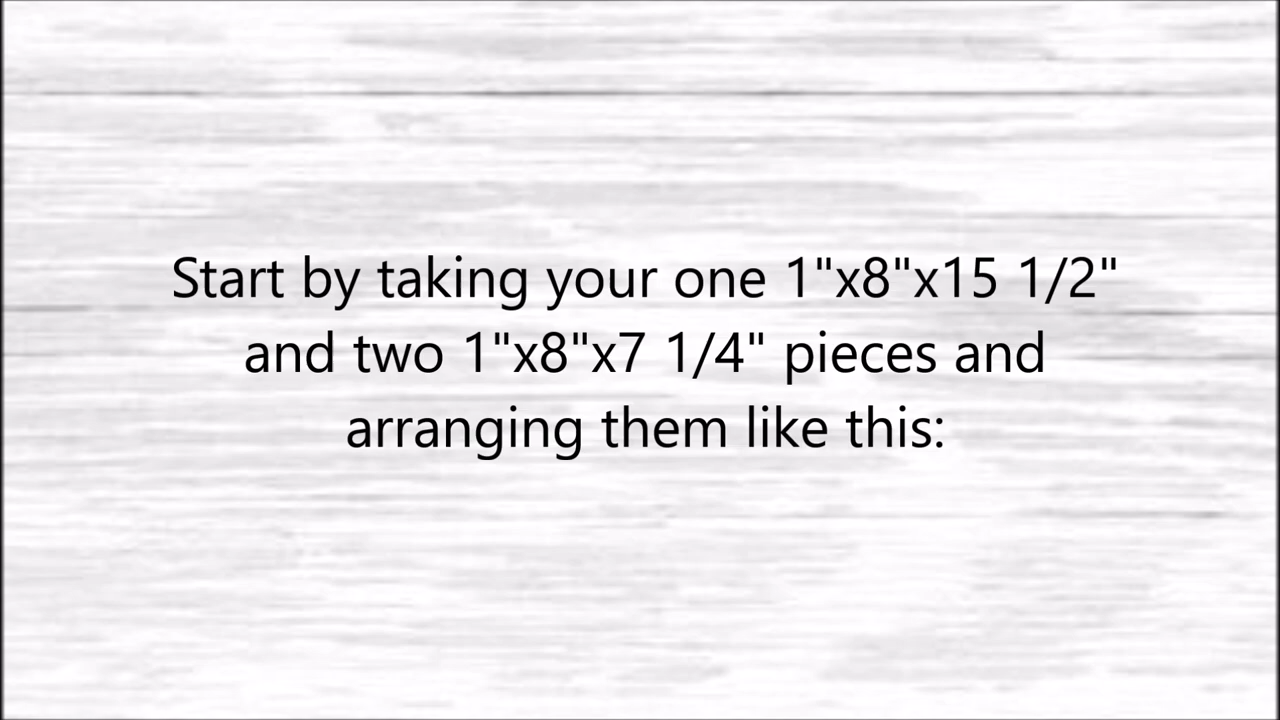 Start by taking your one 1"x8"x15 1/2"
and two 1"x8"x7 1/4" pieces and
arranging them like this: